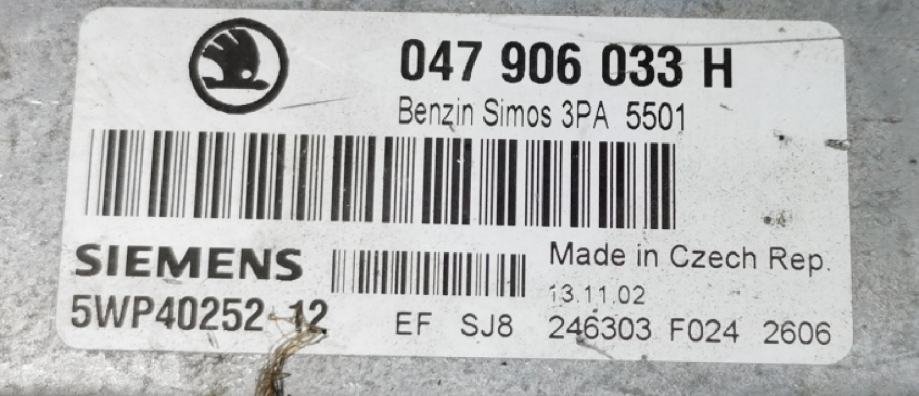 047 906 033 H
Benzin Simos 3PA 5501
SIEMENS
Made in Czech Rep.
5WP40252 12
13.11.02
EF SJ8 246303 F024 2606